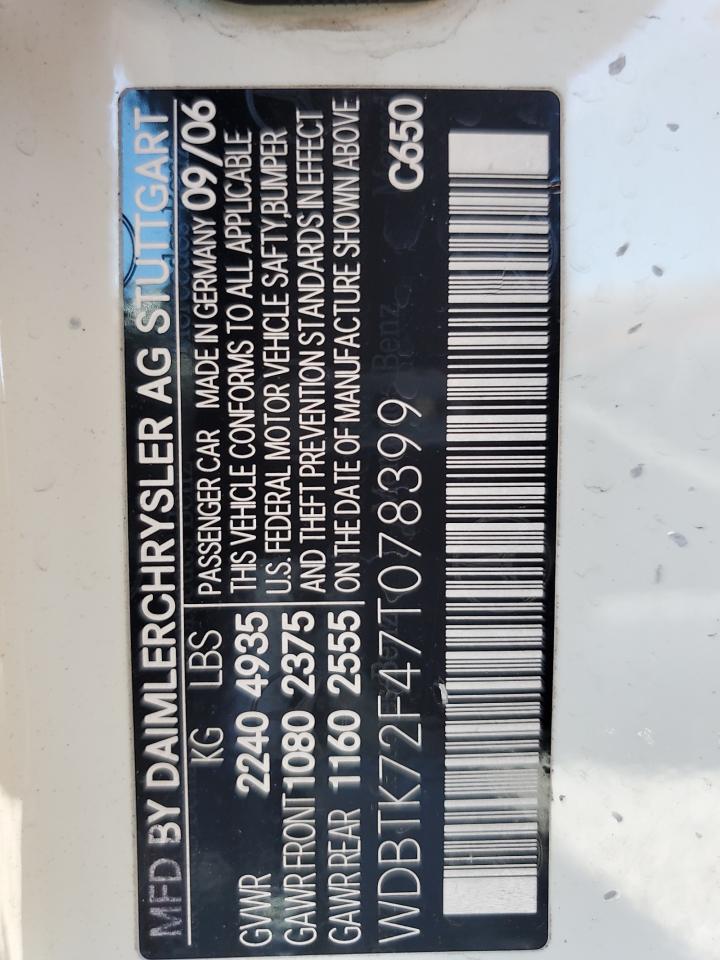 MFD BY DAIMLERCHRYSLER AG STUTTGART
KG LBS
GVWR 2240 4935
GAWR FRONT 1080 2375
GAWR REAR 1160 2555
PASSENGER CAR MADE IN GERMANY 09/06
THIS VEHICLE CONFORMS TO ALL APPLICABLE
U.S. FEDERAL MOTOR VEHICLE SAFTY,BUMPER
AND THEFT PREVENTION STANDARDS IN EFFECT
ON THE DATE OF MANUFACTURE SHOWN ABOVE
WDBTK72F47T078399 C650